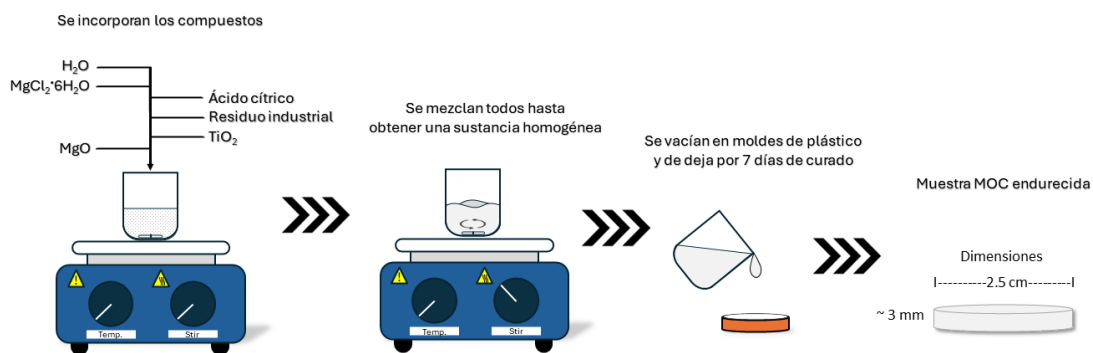 Se incorporan los compuestos
H₂O
MgCl₂*6H₂O
Ácido cítrico
Residuo industrial
TiO₂
MgO
Temp.
Stir
Se mezclan todos hasta
obtener una sustancia homogénea
Temp.
Stir
Se vacían en moldes de plástico
y de deja por 7 días de curado
Muestra MOC endurecida
Dimensiones
I----------2.5 cm---------I
~ 3 mm